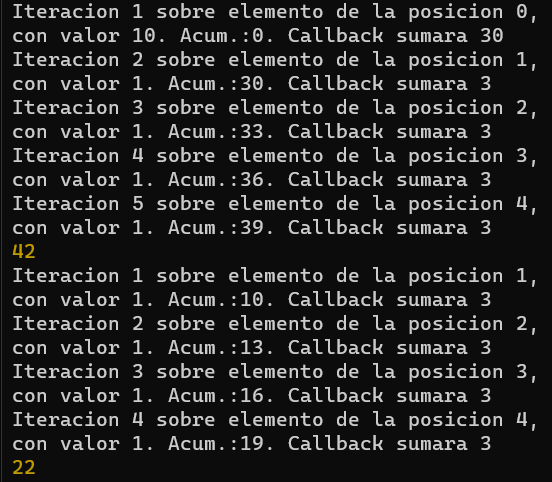 Iteracion 1 sobre elemento de la posicion 0,
con valor 10. Acum.:0. Callback sumara 30
Iteracion 2 sobre elemento de la posicion 1,
con valor 1. Acum.:30. Callback sumara 3
Iteracion 3 sobre elemento de la posicion 2,
con valor 1. Acum.:33. Callback sumara 3
Iteracion 4 sobre elemento de la posicion 3,
con valor 1. Acum.:36. Callback sumara 3
Iteracion 5 sobre elemento de la posicion 4,
con valor 1. Acum.:39. Callback sumara 3
42
Iteracion 1 sobre elemento de la posicion 1,
con valor 1. Acum.:10. Callback sumara 3
Iteracion 2 sobre elemento de la posicion 2,
con valor 1. Acum.:13. Callback sumara 3
Iteracion 3 sobre elemento de la posicion 3,
con valor 1. Acum.:16. Callback sumara 3
Iteracion 4 sobre elemento de la posicion 4,
con valor 1. Acum.:19. Callback sumara 3
22